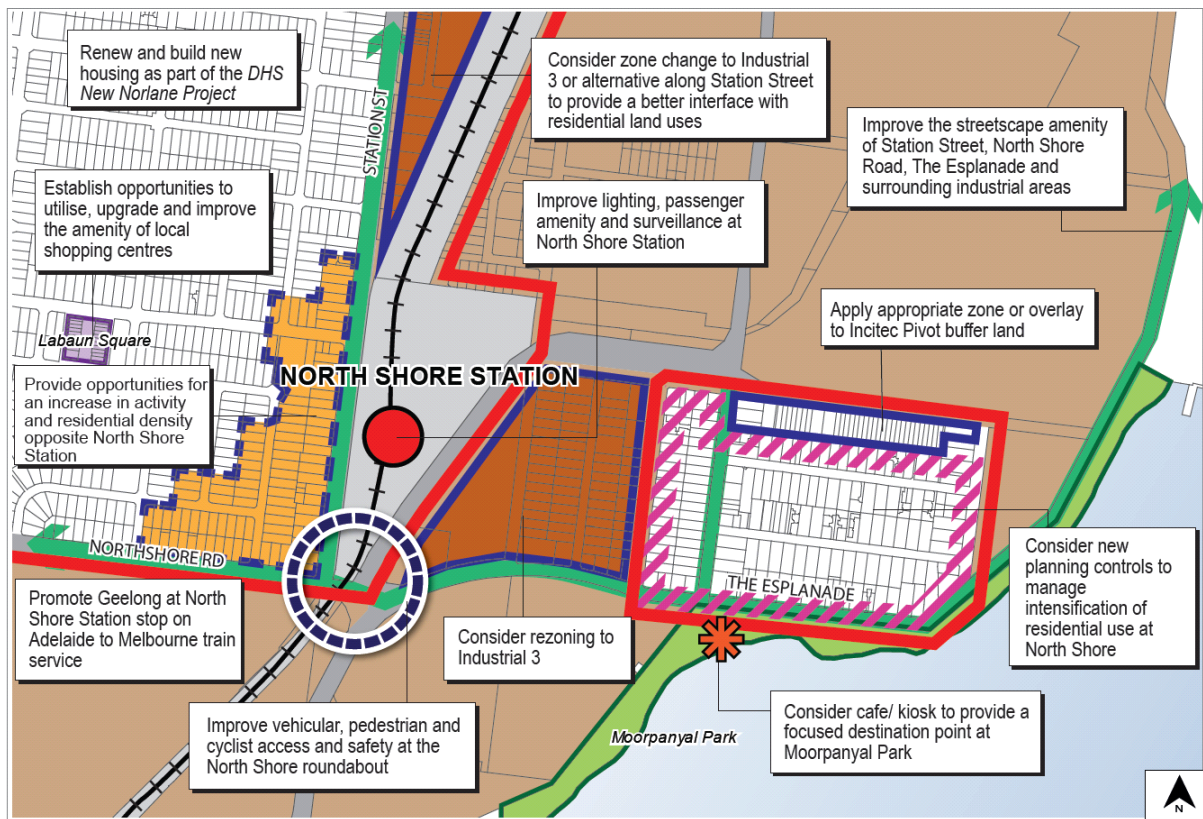 Renew and build new
housing as part of the DHS
New Norlane Project
Consider zone change to Industrial
3 or alternative along Station Street
to provide a better interface with
residential land uses
Improve the streetscape amenity
of Station Street, North Shore
Road, The Esplanade and
surrounding industrial areas
STATION ST
Establish opportunities to
utilise, upgrade and improve
the amenity of local
shopping centres
Improve lighting, passenger
amenity and surveillance at
North Shore Station
Apply appropriate zone or overlay
to Incitec Pivot buffer land
Labaun Square
NORTH SHORE STATION
Provide opportunities for
an increase in activity
and residential density
opposite North Shore
Station
NORTHSHORE RD
THE ESPLANADE
Consider new
planning controls to
manage
intensification of
residential use at
North Shore
Promote Geelong at North
Shore Station stop on
Adelaide to Melbourne train
service
Consider rezoning to
Industrial 3
Improve vehicular, pedestrian and
cyclist access and safety at the
North Shore roundabout
Moorpanyal Park
Consider cafe/ kiosk to provide a
focused destination point at
Moorpanyal Park
N